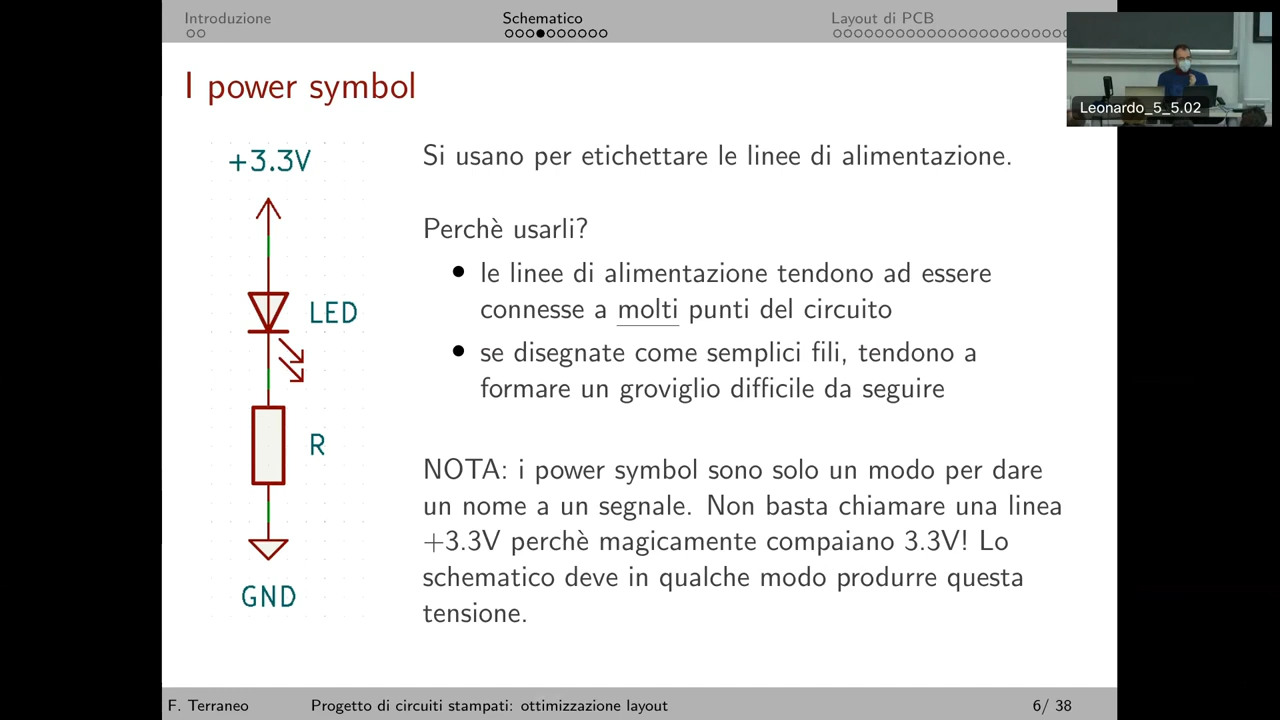 Introduzione
Schematico
Layout di PCB
Leonardo_5_5.02
I power symbol
+3.3V
LED
R
GND
Si usano per etichettare le linee di alimentazione.
Perchè usarli?
le linee di alimentazione tendono ad essere
connesse a molti punti del circuito
se disegnate come semplici fili, tendono a
formare un groviglio difficile da seguire
NOTA: i power symbol sono solo un modo per dare
un nome a un segnale. Non basta chiamare una linea
+3.3V perchè magicamente compaiano 3.3V! Lo
schematico deve in qualche modo produrre questa
tensione.
F. Terraneo
Progetto di circuiti stampati: ottimizzazione layout
6/ 38